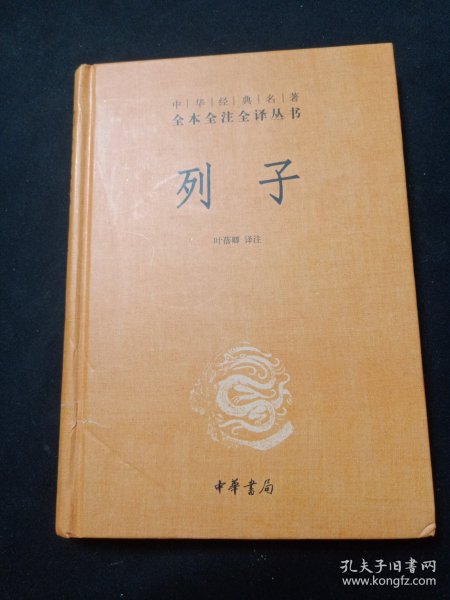 中|华|经|典|名|著
全本全注全译丛书
列子
叶蓓卿 译注
中華書局
孔夫子旧书网
www.kongfz.com